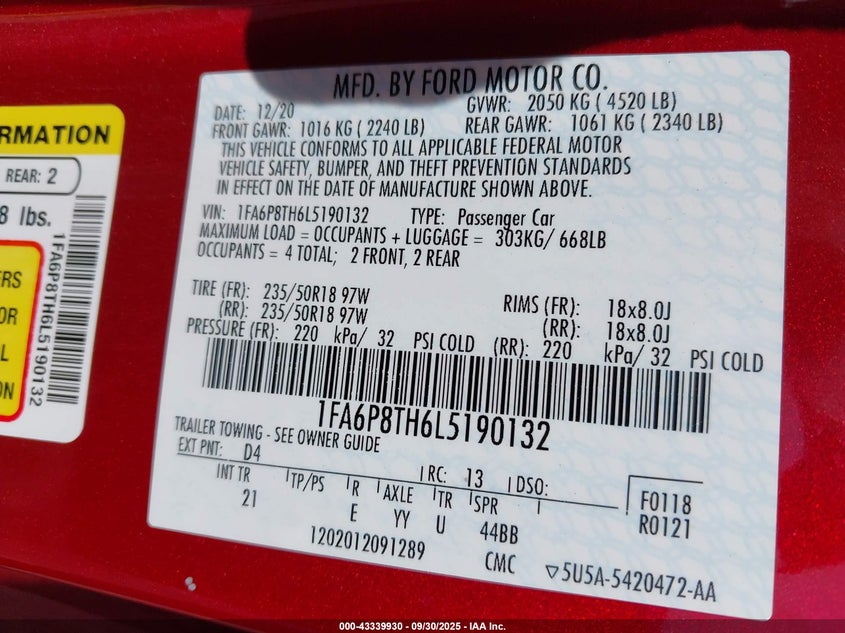 RMATION
REAR: 2
8 lbs.
1FA6P8TH6L5190132
ERS
OR
L
ON
MFD. BY FORD MOTOR CO.
DATE: 12/20 GVWR: 2050 KG ( 4520 LB)
FRONT GAWR: 1016 KG ( 2240 LB) REAR GAWR: 1061 KG ( 2340 LB)
THIS VEHICLE CONFORMS TO ALL APPLICABLE FEDERAL MOTOR
VEHICLE SAFETY, BUMPER, AND THEFT PREVENTION STANDARDS
IN EFFECT ON THE DATE OF MANUFACTURE SHOWN ABOVE.
VIN: 1FA6P8TH6L5190132 TYPE: Passenger Car
MAXIMUM LOAD = OCCUPANTS + LUGGAGE = 303KG/ 668LB
OCCUPANTS = 4 TOTAL; 2 FRONT, 2 REAR
TIRE (FR): 235/50R18 97W RIMS (FR): 18x8.0J
(RR): 235/50R18 97W (RR): 18x8.0J
PRESSURE (FR): 220 kPa/ 32 PSI COLD (RR): 220 kPa/ 32 PSI COLD
1FA6P8TH6L5190132
TRAILER TOWING - SEE OWNER GUIDE
EXT PNT: D4 RC: 13 DSO:
INT TR TP/PS R AXLE TR SPR F0118
21 E YY U 44BB R0121
1202012091289 CMC ▽5U5A-5420472-AA
000-43339930 - 09/30/2025 - IAA Inc.